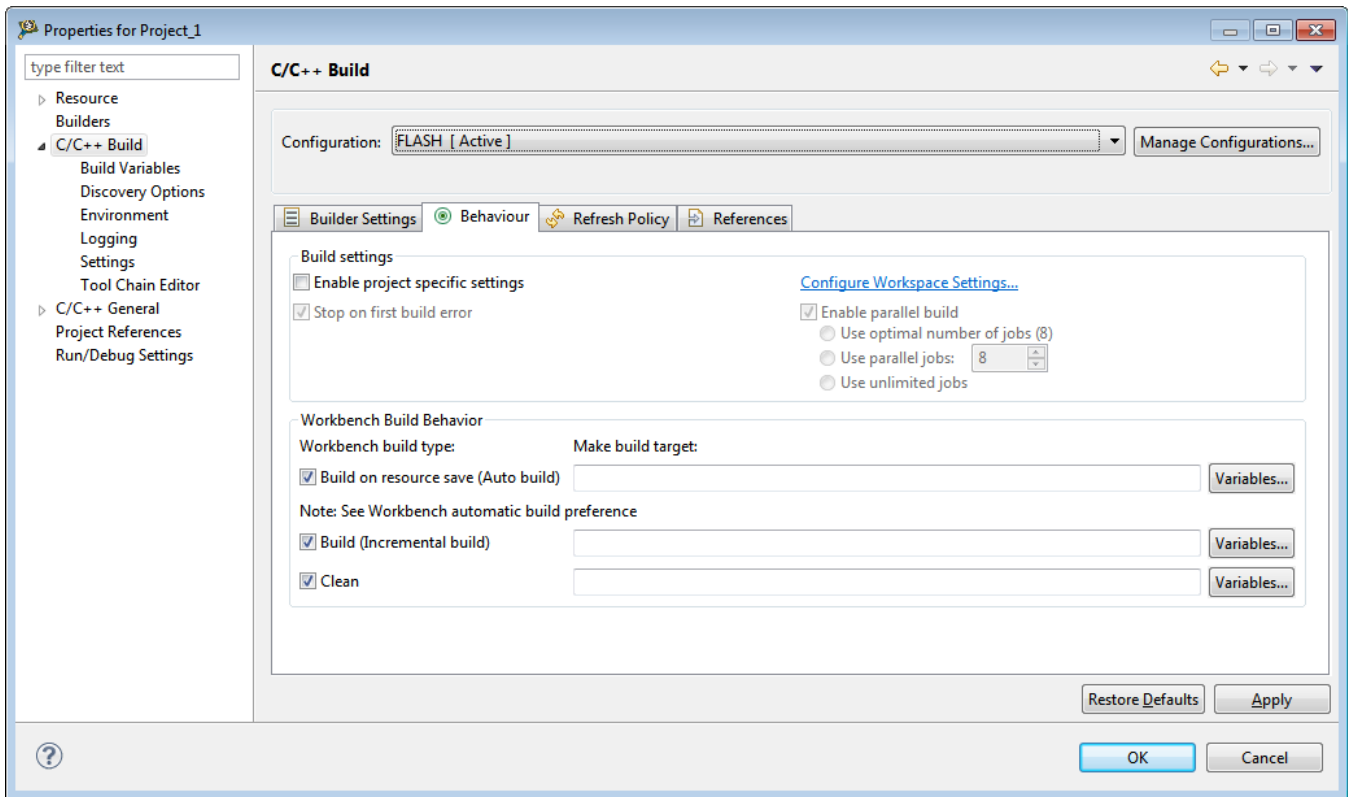 Properties for Project_1
type filter text
C/C++ Build
Resource
Builders
C/C++ Build
Build Variables
Discovery Options
Environment
Logging
Settings
Tool Chain Editor
C/C++ General
Project References
Run/Debug Settings
Configuration: FLASH [ Active ] Manage Configurations...
Builder Settings Behaviour Refresh Policy References
Build settings
Enable project specific settings Configure Workspace Settings...
Stop on first build error Enable parallel build
Use optimal number of jobs (8)
Use parallel jobs: 8
Use unlimited jobs
Workbench Build Behavior
Workbench build type: Make build target:
Build on resource save (Auto build) Variables...
Note: See Workbench automatic build preference
Build (Incremental build) Variables...
Clean Variables...
Restore Defaults Apply
? OK Cancel